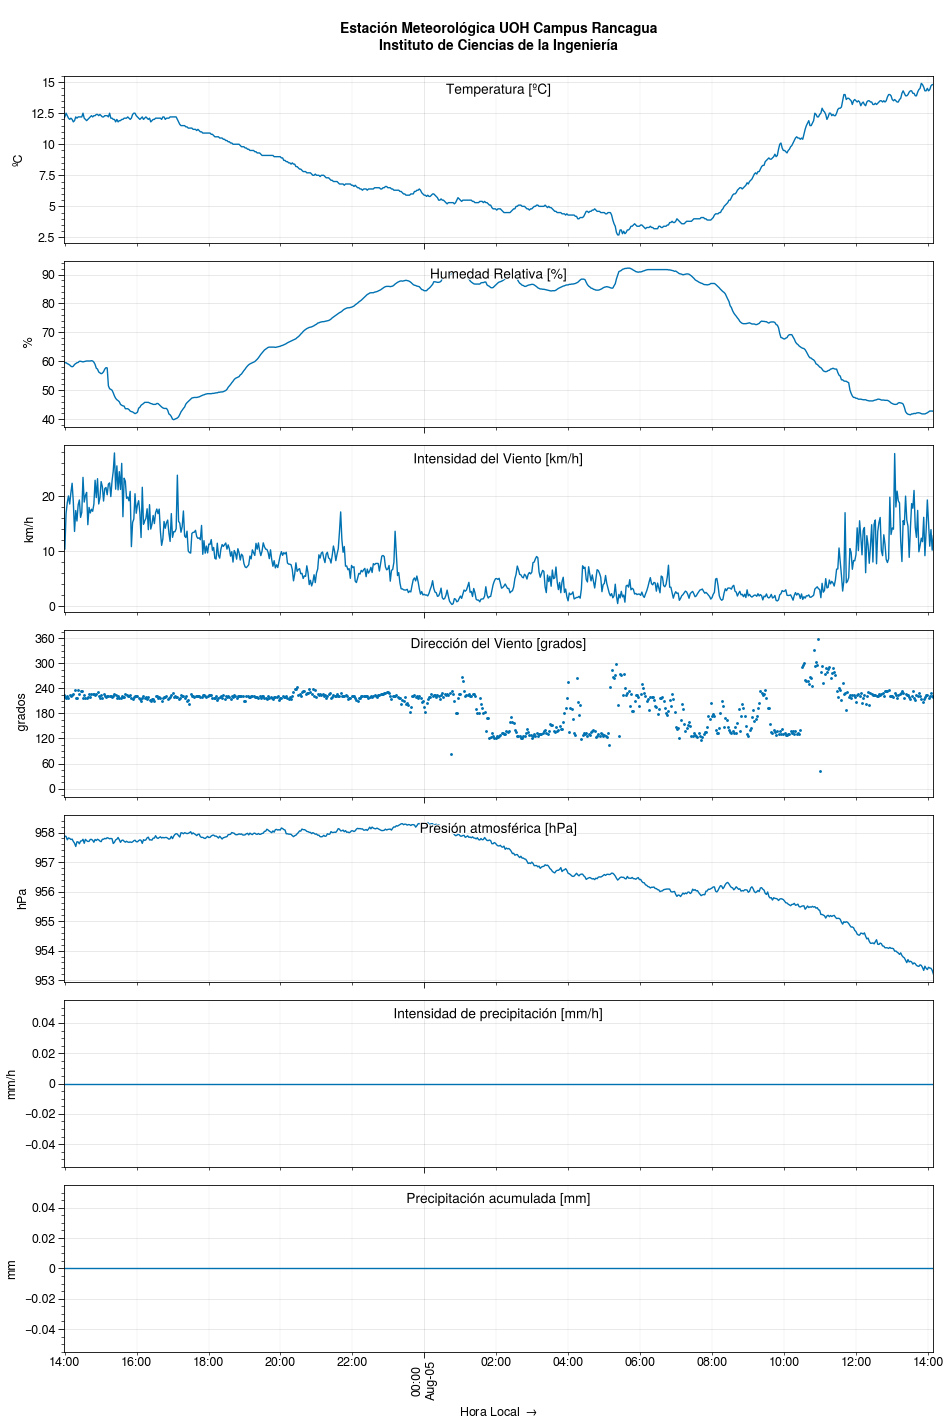 Estación Meteorológica UOH Campus Rancagua
Instituto de Ciencias de la Ingeniería
Temperatura [ºC]
ºC
15
12.5
10
7.5
5
2.5
Humedad Relativa [%]
%
90
80
70
60
50
40
Intensidad del Viento [km/h]
km/h
20
10
0
Dirección del Viento [grados]
grados
360
300
240
180
120
60
0
Presión atmosférica [hPa]
hPa
958
957
956
955
954
953
Intensidad de precipitación [mm/h]
mm/h
0.04
0.02
0
−0.02
−0.04
Precipitación acumulada [mm]
mm
0.04
0.02
0
−0.02
−0.04
14:00 16:00 18:00 20:00 22:00 00:00 02:00 04:00 06:00 08:00 10:00 12:00 14:00
Aug-05
Hora Local →